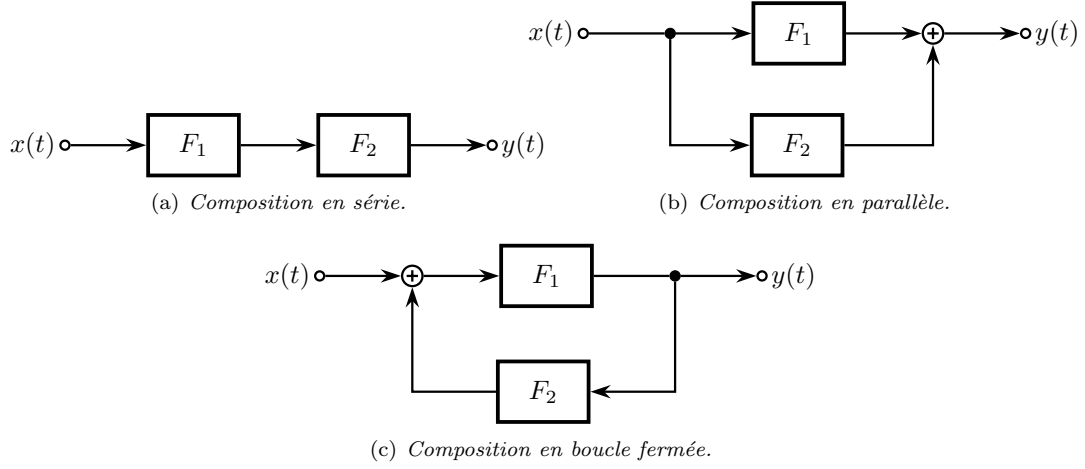 x(t) F₁ F₂ y(t)
(a) Composition en série.
x(t) F₁ y(t)
F₂
(b) Composition en parallèle.
x(t) F₁ y(t)
F₂
(c) Composition en boucle fermée.